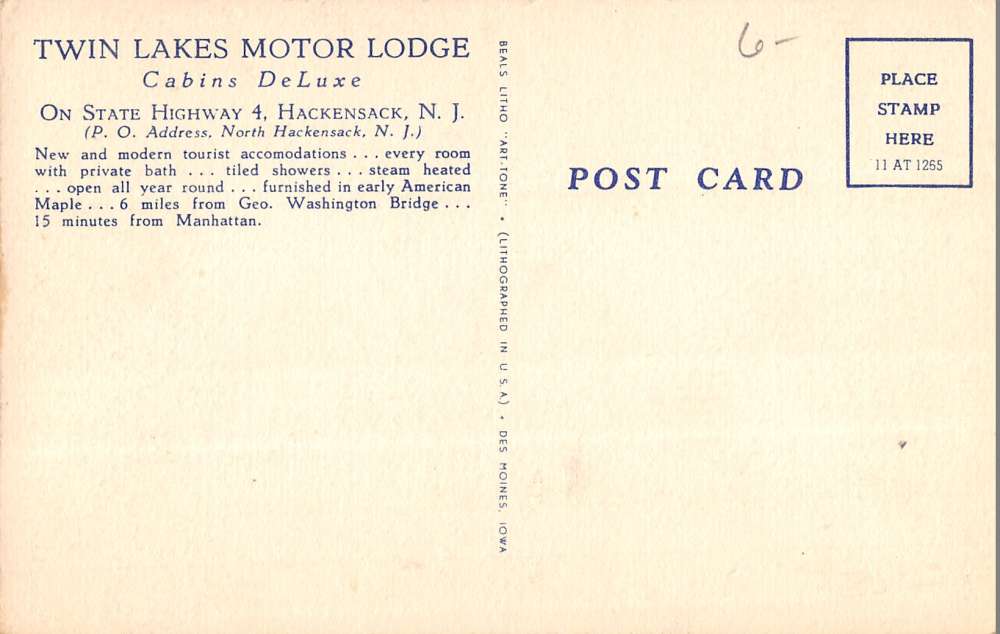 TWIN LAKES MOTOR LODGE
Cabins DeLuxe
ON STATE HIGHWAY 4, HACKENSACK, N. J.
(P. O. Address, North Hackensack, N. J.)
New and modern tourist accomodations . . . every room
with private bath . . . tiled showers . . . steam heated
. . . open all year round . . . furnished in early American
Maple . . . 6 miles from Geo. Washington Bridge . . .
15 minutes from Manhattan.
BEALS LITHO "ART-TONE" • (LITHOGRAPHED IN U. S. A.) • DES MOINES, IOWA
6-
POST CARD
PLACE
STAMP
HERE
11 AT 1265